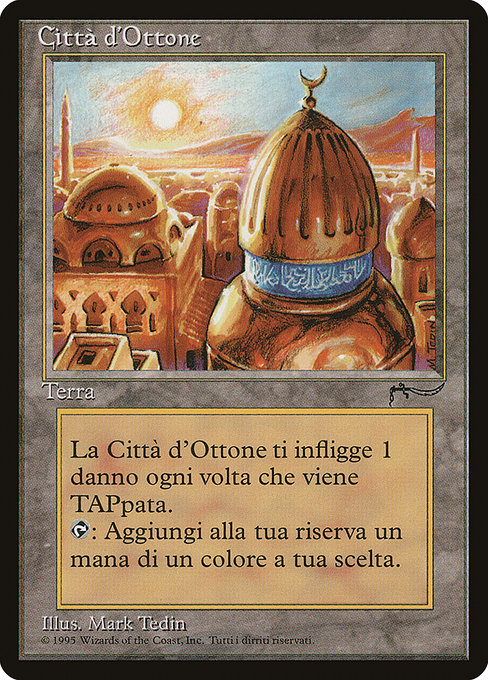 Città d'Ottone
Terra
La Città d'Ottone ti infligge 1
danno ogni volta che viene
TAPpata.
: Aggiungi alla tua riserva un
mana di un colore a tua scelta.
Illus. Mark Tedin
© 1995 Wizards of the Coast, Inc. Tutti i dirriti riservati.